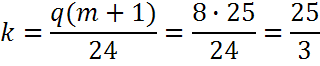 k = q(m + 1)/24 = 8 · 25/24 = 25/3